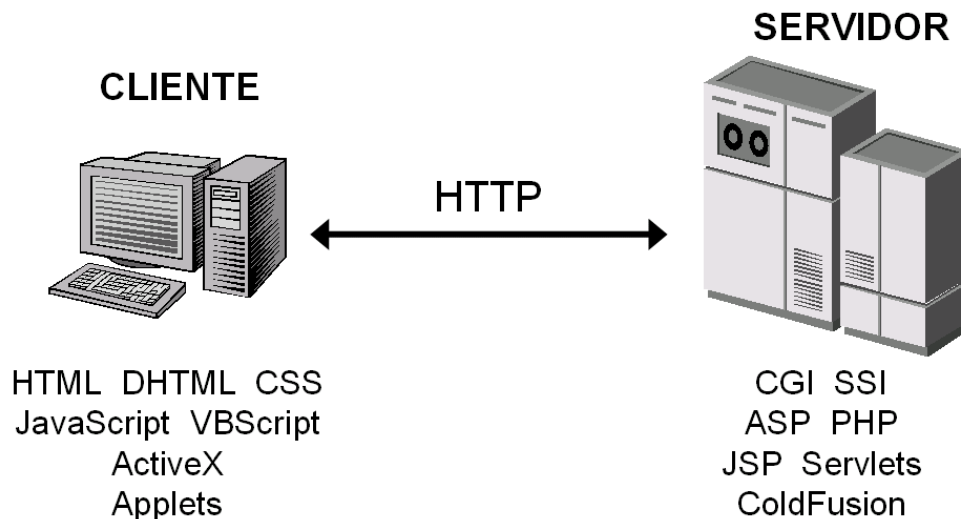 SERVIDOR
CLIENTE
HTTP
HTML DHTML CSS
JavaScript VBScript
ActiveX
Applets
CGI SSI
ASP PHP
JSP Servlets
ColdFusion